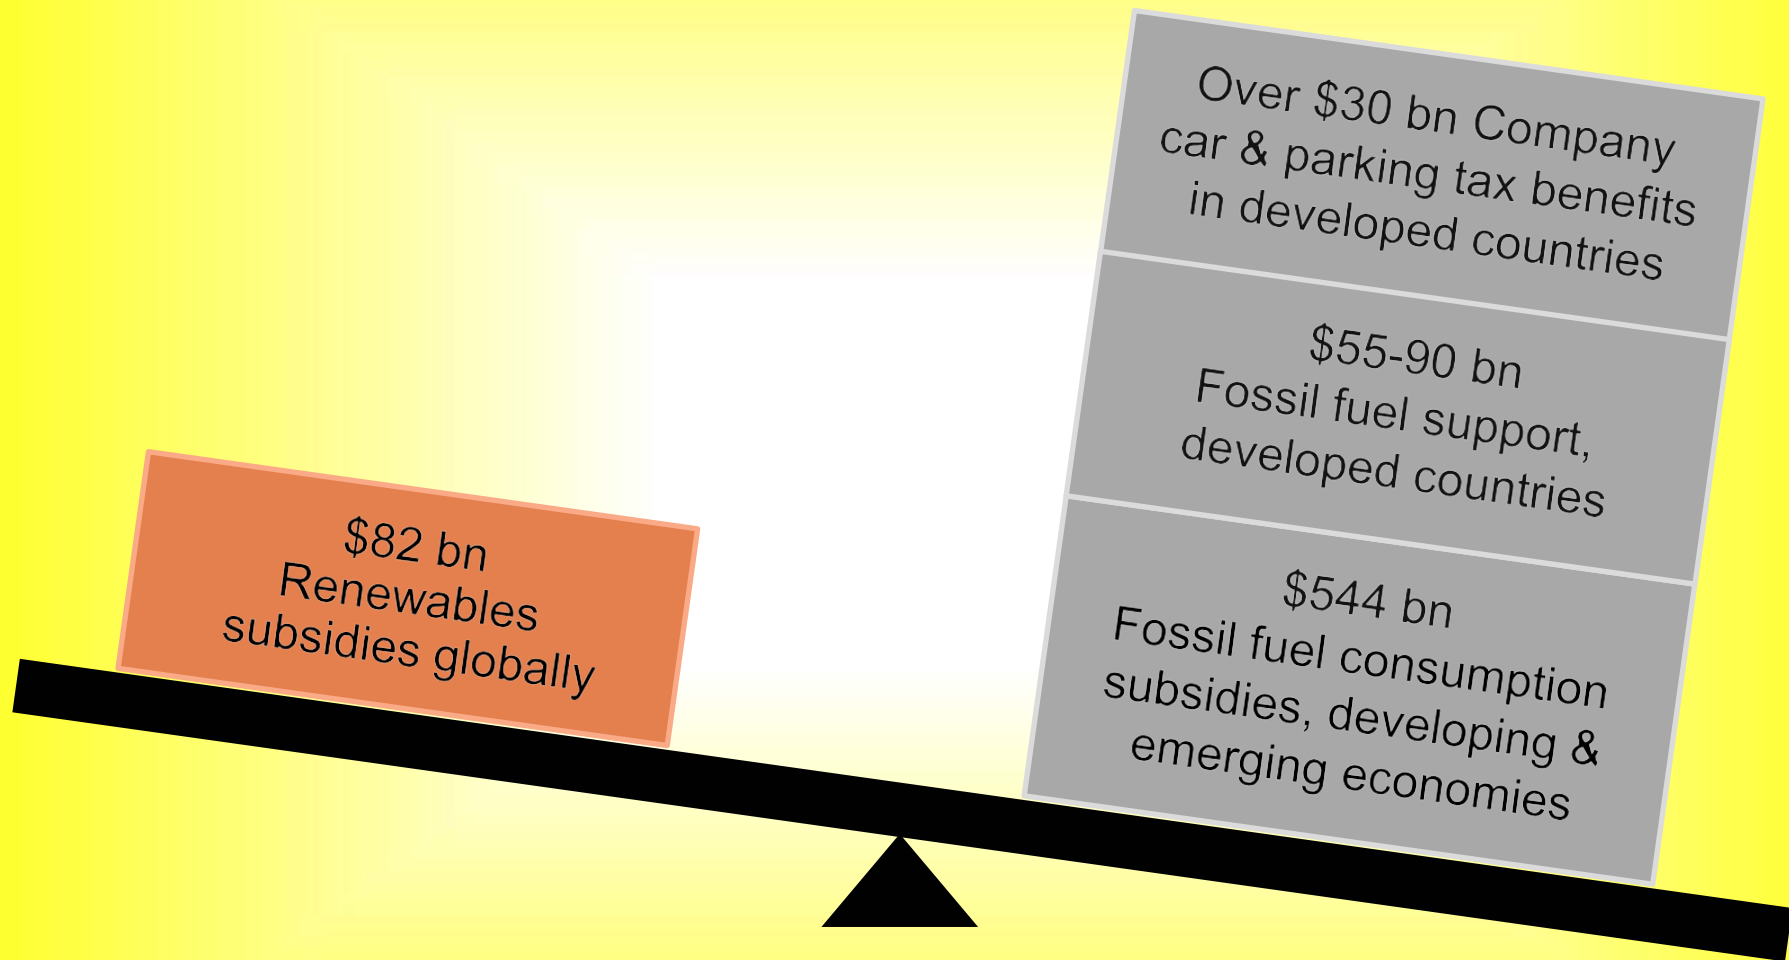 $82 bn
Renewables
subsidies globally
Over $30 bn Company
car & parking tax benefits
in developed countries
$55-90 bn
Fossil fuel support,
developed countries
$544 bn
Fossil fuel consumption
subsidies, developing &
emerging economies